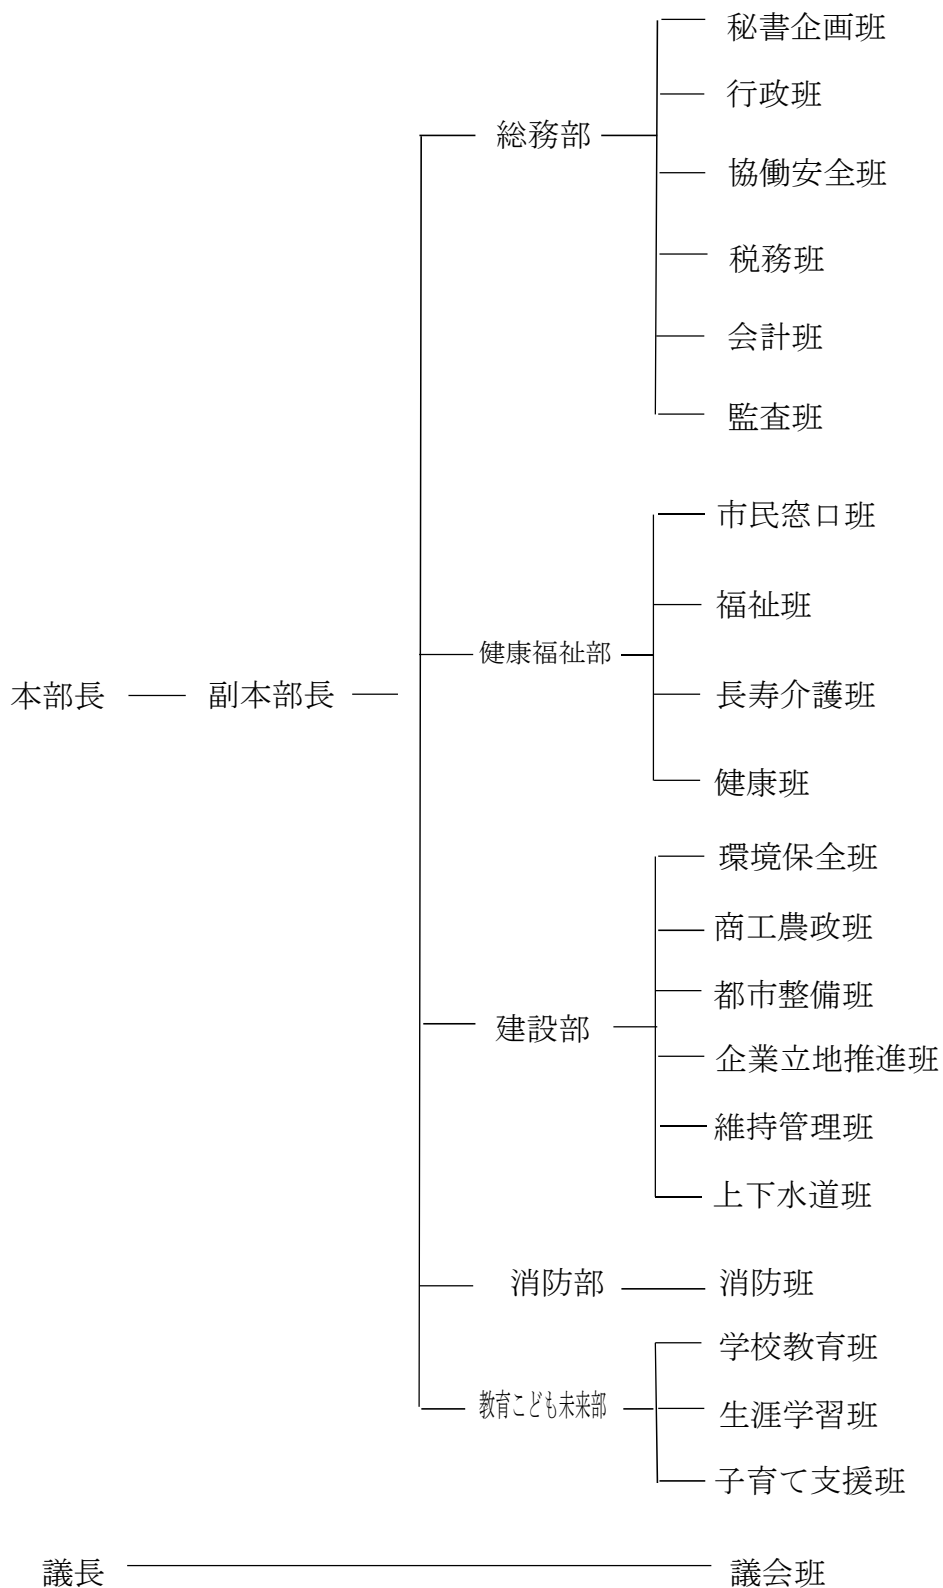 本部長
副本部長
総務部
秘書企画班
行政班
協働安全班
税務班
会計班
監査班
健康福祉部
市民窓口班
福祉班
長寿介護班
健康班
建設部
環境保全班
商工農政班
都市整備班
企業立地推進班
維持管理班
上下水道班
消防部
消防班
教育こども未来部
学校教育班
生涯学習班
子育て支援班
議長
議会班